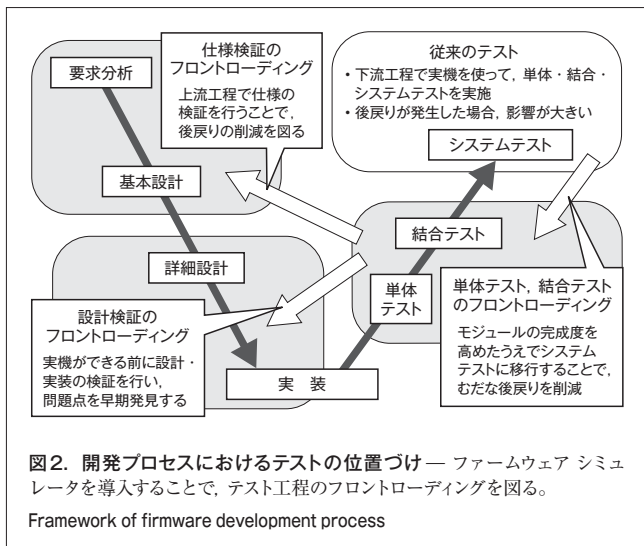 仕様検証の
フロントローディング
上流工程で仕様の
検証を行うことで,
後戻りの削減を図る
要求分析
基本設計
詳細設計
設計検証の
フロントローディング
実機ができる前に設計・
実装の検証を行い,
問題点を早期発見する
実 装
従来のテスト
・下流工程で実機を使って, 単体・結合・
システムテストを実施
・後戻りが発生した場合, 影響が大きい
システムテスト
結合テスト
単体
テスト
単体テスト, 結合テスト
のフロントローディング
モジュールの完成度を
高めたうえでシステム
テストに移行することで,
むだな後戻りを削減
図2. 開発プロセスにおけるテストの位置づけ — ファームウェア シミュ
レータを導入することで, テスト工程のフロントローディングを図る。
Framework of firmware development process